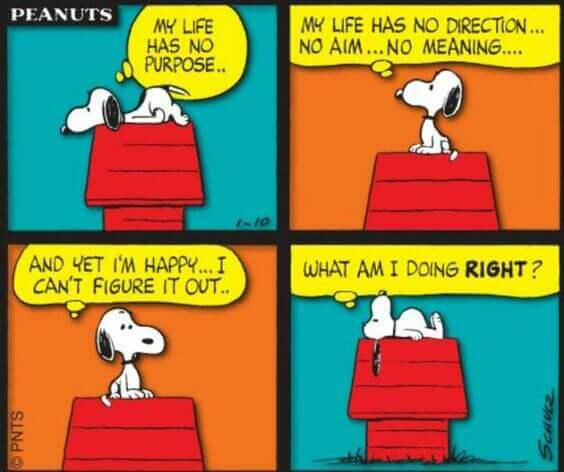 PEANUTS
MY LIFE
HAS NO
PURPOSE..
1-10
MY LIFE HAS NO DIRECTION...
NO AIM...NO MEANING....
AND YET I'M HAPPY... I
CAN'T FIGURE IT OUT..
© PNTS
WHAT AM I DOING RIGHT?
SCHULZ